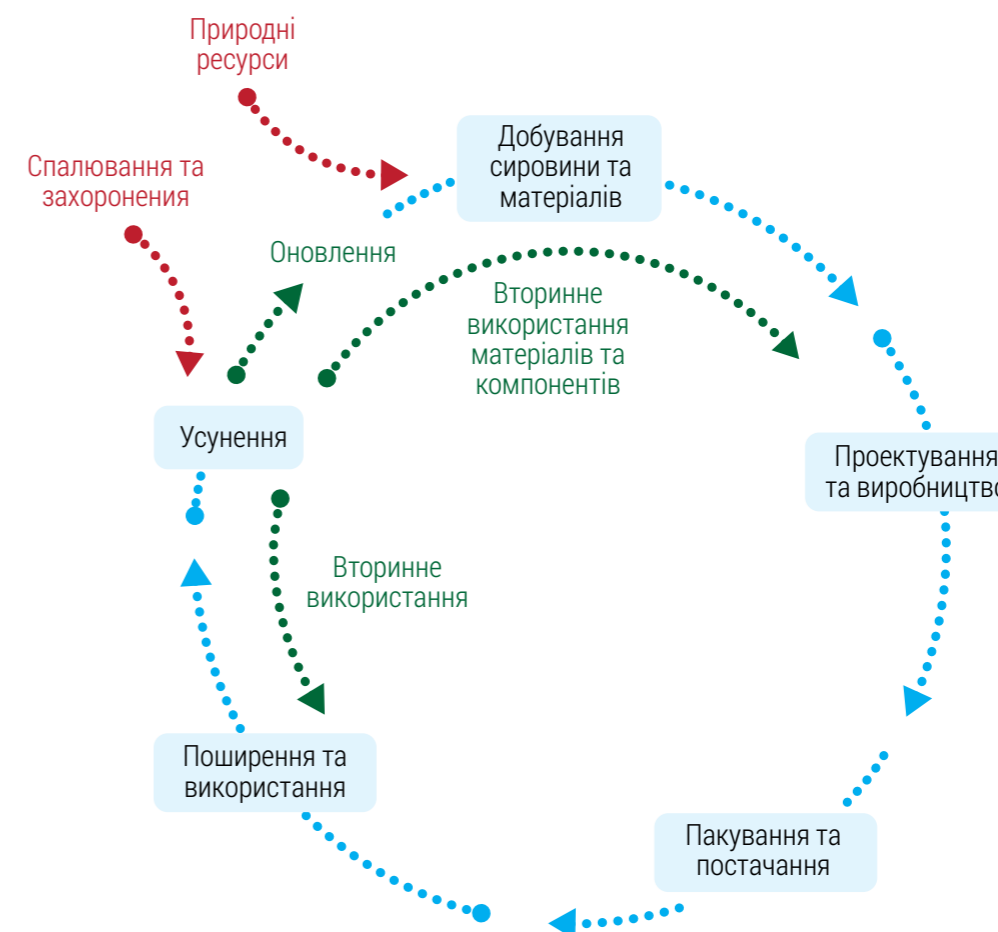 Природні
ресурси
Добування
сировини та
матеріалів
Спалювання та
захоронения
Оновлення
Вторинне
використання
матеріалів та
компонентів
Усунення
Проектування
та виробництво
Вторинне
використання
Поширення та
використання
Пакування та
постачання